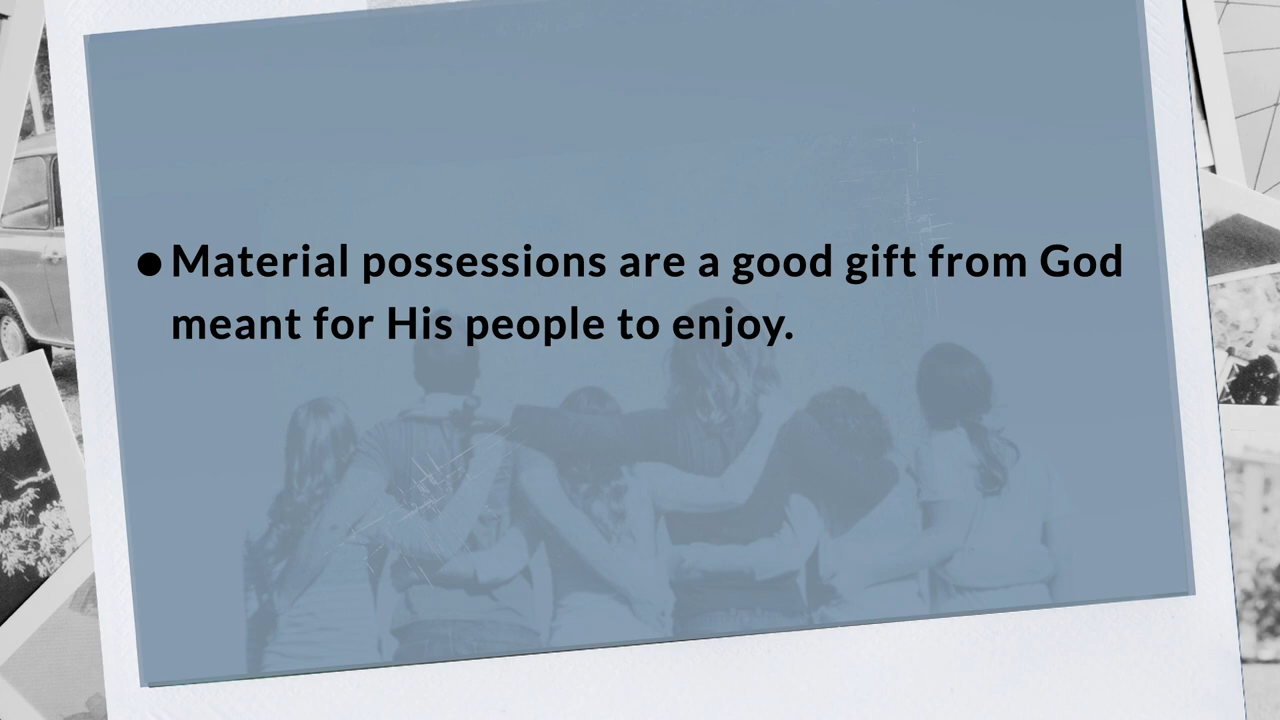 • Material possessions are a good gift from God
meant for His people to enjoy.